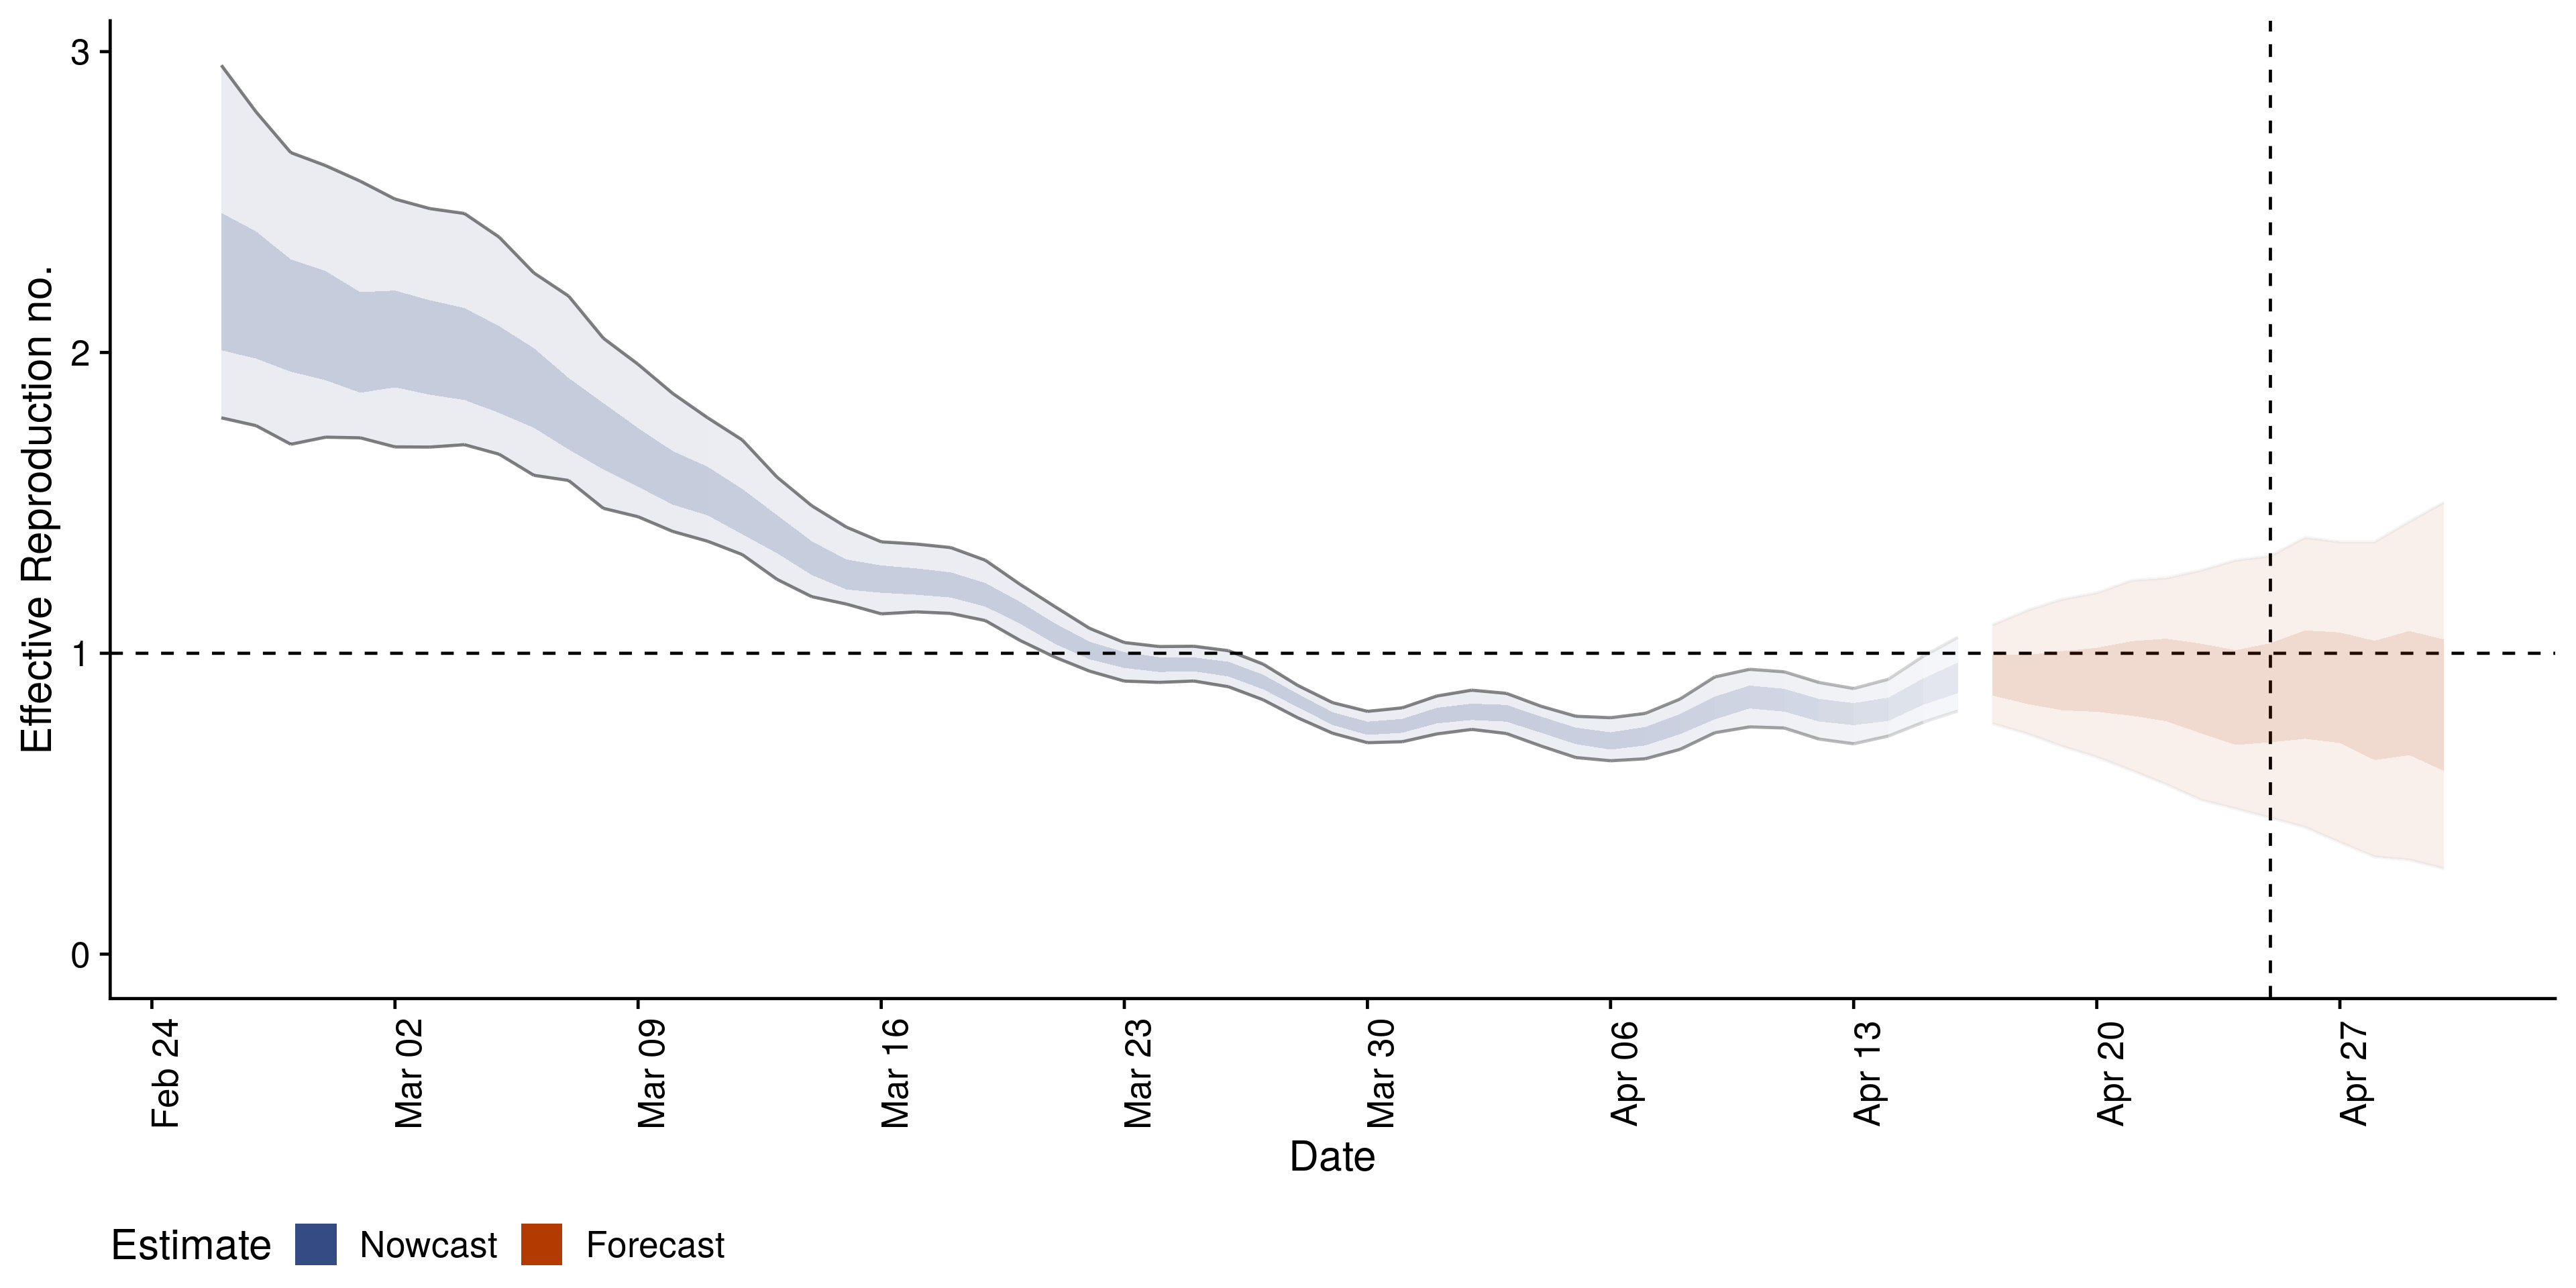 Effective Reproduction no.
3
2
1
0
Feb 24
Mar 02
Mar 09
Mar 16
Mar 23
Mar 30
Apr 06
Apr 13
Apr 20
Apr 27
Date
Estimate Nowcast Forecast